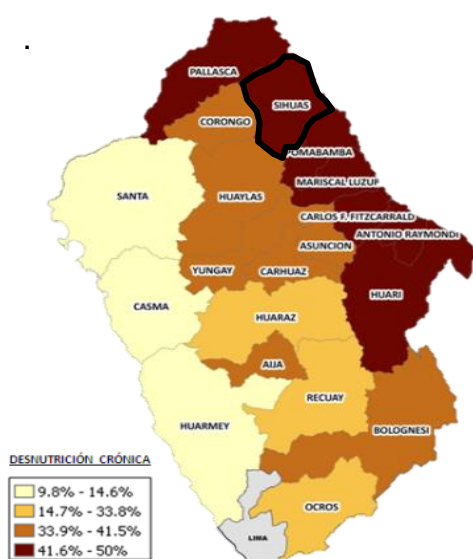 .
PALLASCA
SIHUAS
CORONGO
POMABAMBA
MARISCAL LUZUR
SANTA
HUAYLAS
CARLOS F. FITZCARRALD
ANTONIO RAYMONDI
ASUNCION
YUNGAY
CARHUAZ
CASMA
HUARI
HUARAZ
AIJA
RECUAY
HUARMEY
BOLOGNESI
DESNUTRICIÓN CRÓNICA
9.8% - 14.6%
14.7% - 33.8%
33.9% - 41.5%
41.6% - 50%
OCROS
LIMA